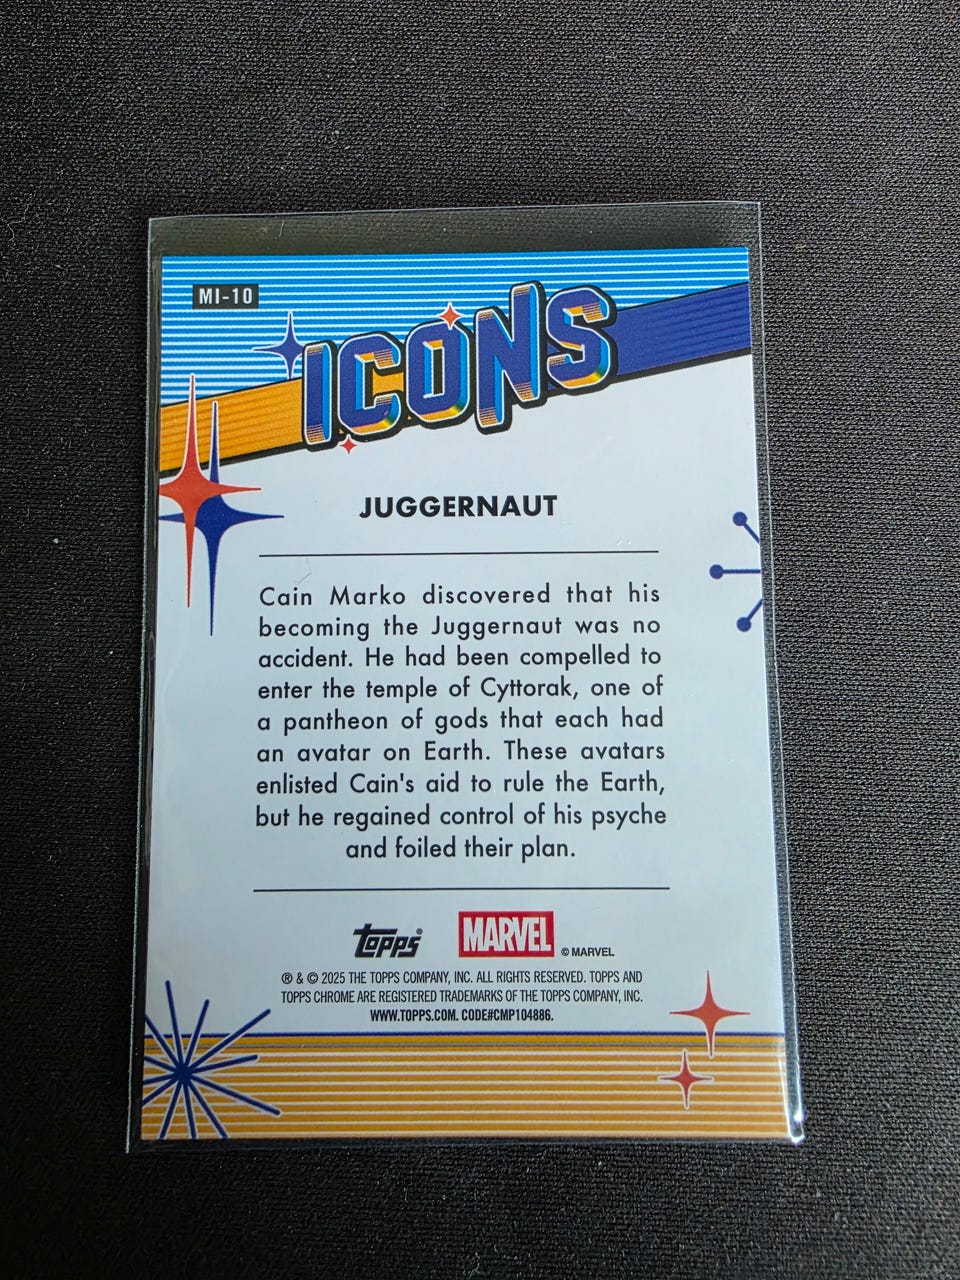 MI-10
ICONS
JUGGERNAUT
Cain Marko discovered that his
becoming the Juggernaut was no
accident. He had been compelled to
enter the temple of Cyttorak, one of
a pantheon of gods that each had
an avatar on Earth. These avatars
enlisted Cain's aid to rule the Earth,
but he regained control of his psyche
and foiled their plan.
topps® MARVEL © MARVEL
® & © 2025 THE TOPPS COMPANY, INC. ALL RIGHTS RESERVED. TOPPS AND
TOPPS CHROME ARE REGISTERED TRADEMARKS OF THE TOPPS COMPANY, INC.
WWW.TOPPS.COM. CODE#CMP104886.